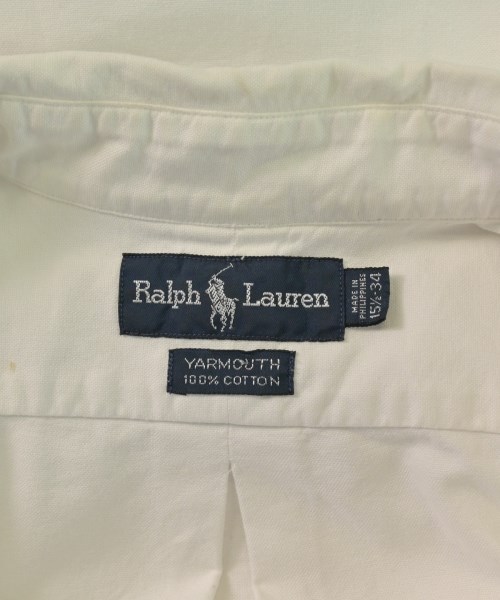 Ralph Lauren
MADE IN
PHILIPPINES
15½-34
YARMOUTH
100% COTTON